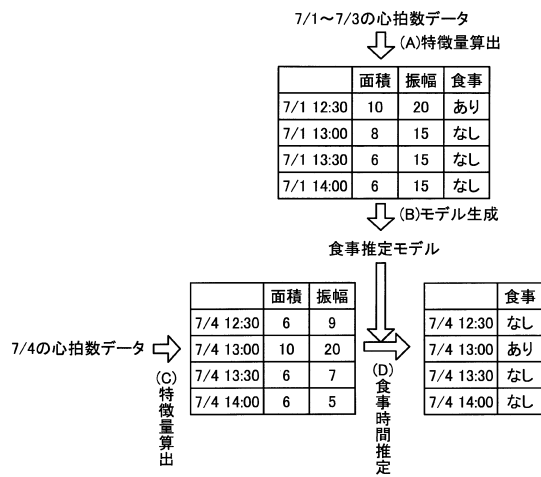 7/1～7/3の心拍数データ
(A)特徴量算出
面積 振幅 食事
7/1 12:30 10 20 あり
7/1 13:00 8 15 なし
7/1 13:30 6 15 なし
7/1 14:00 6 15 なし
(B)モデル生成
食事推定モデル
7/4の心拍数データ
(C)特徴量算出
面積 振幅
7/4 12:30 6 9
7/4 13:00 10 20
7/4 13:30 6 7
7/4 14:00 6 5
(D)食事時間推定
食事
7/4 12:30 なし
7/4 13:00 あり
7/4 13:30 なし
7/4 14:00 なし